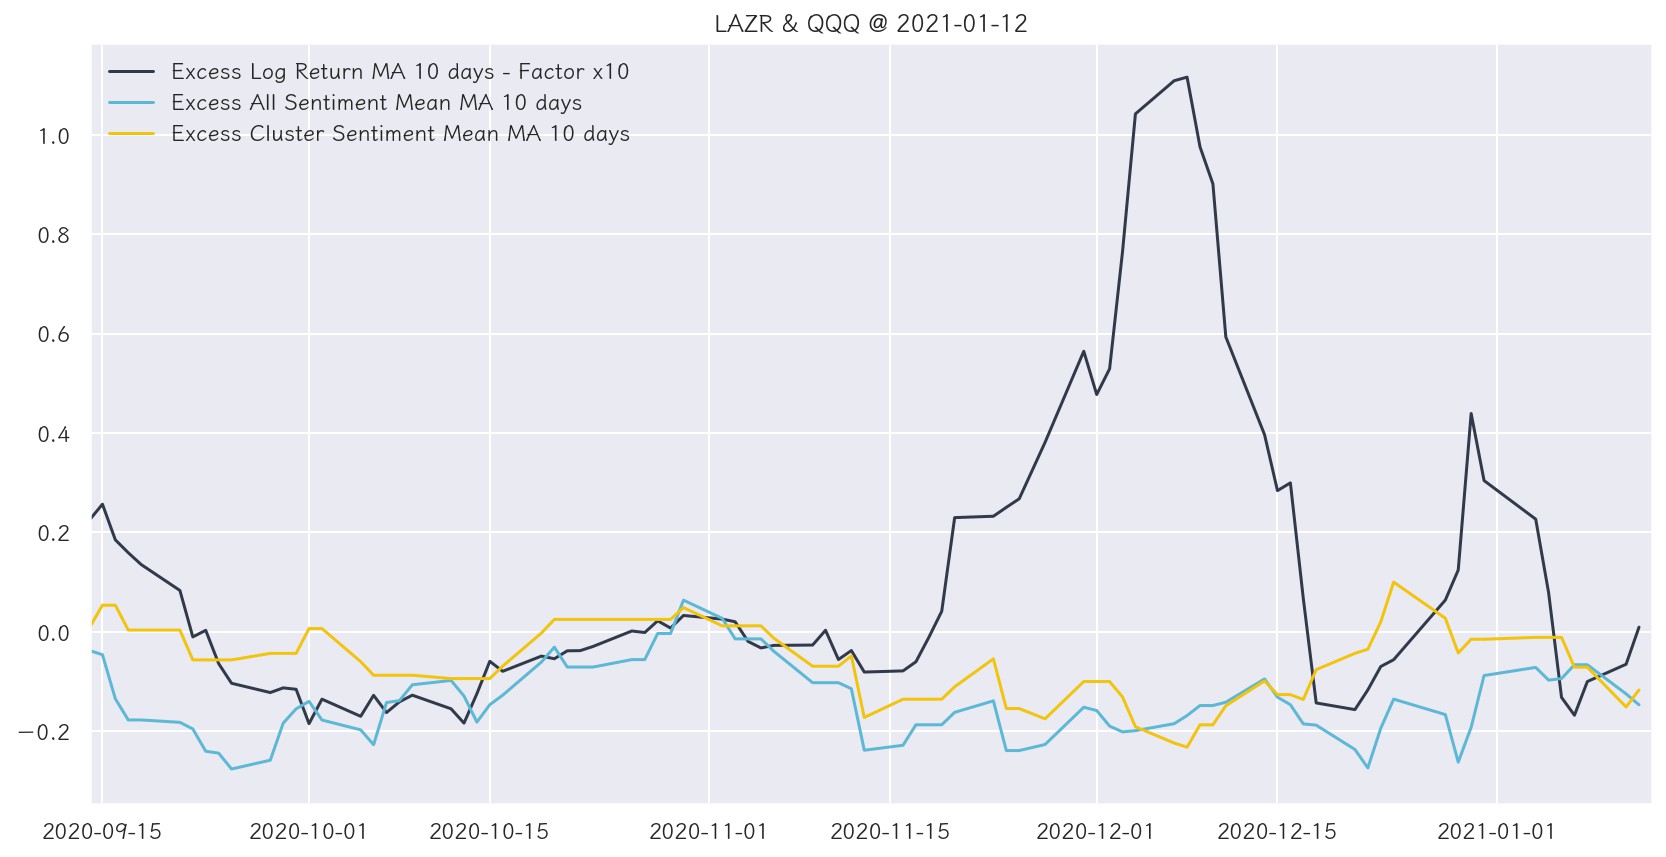 LAZR & QQQ @ 2021-01-12
Excess Log Return MA 10 days - Factor x10
Excess All Sentiment Mean MA 10 days
Excess Cluster Sentiment Mean MA 10 days
1.0
0.8
0.6
0.4
0.2
0.0
−0.2
2020-09-15 2020-10-01 2020-10-15 2020-11-01 2020-11-15 2020-12-01 2020-12-15 2021-01-01